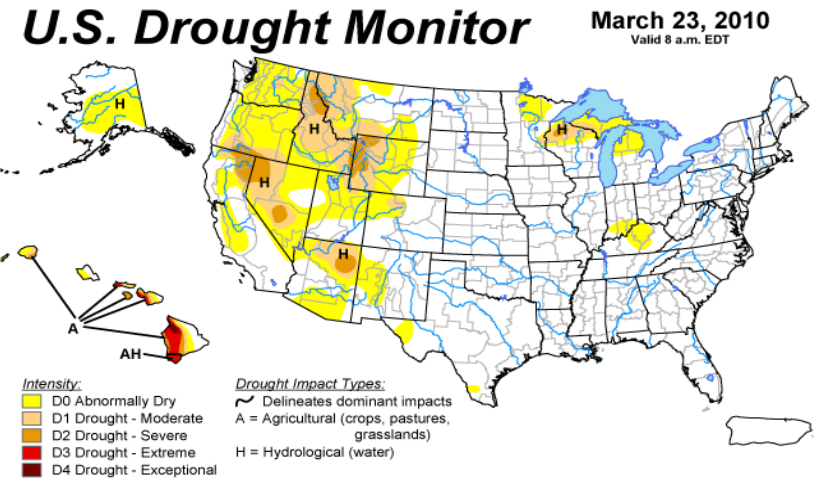 U.S. Drought Monitor
March 23, 2010
Valid 8 a.m. EDT
H
H
H
H
H
A
AH
Intensity:
D0 Abnormally Dry
D1 Drought - Moderate
D2 Drought - Severe
D3 Drought - Extreme
D4 Drought - Exceptional
Drought Impact Types:
Delineates dominant impacts
A = Agricultural (crops, pastures,
grasslands)
H = Hydrological (water)